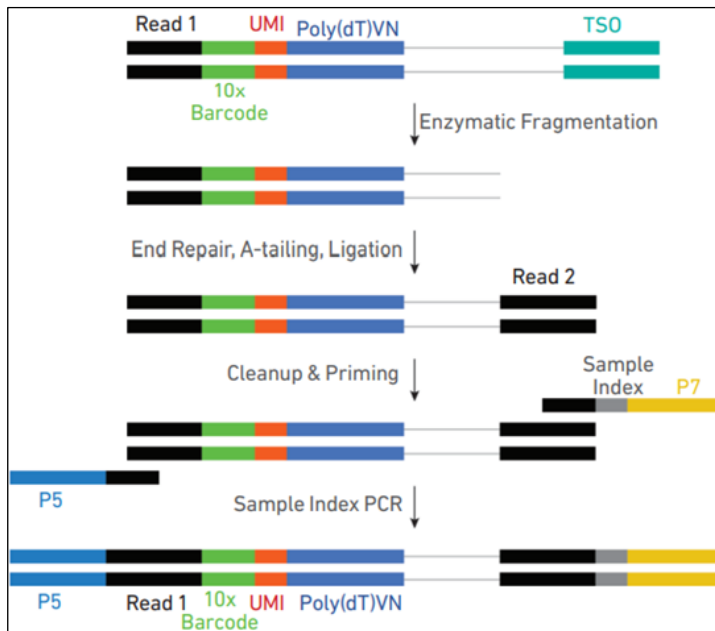 Read 1 UMI Poly(dT)VN TSO
10x
Barcode
Enzymatic Fragmentation
End Repair, A-tailing, Ligation
Read 2
Cleanup & Priming
Sample
Index
P7
P5
Sample Index PCR
P5 Read 1 10x UMI Poly(dT)VN
Barcode